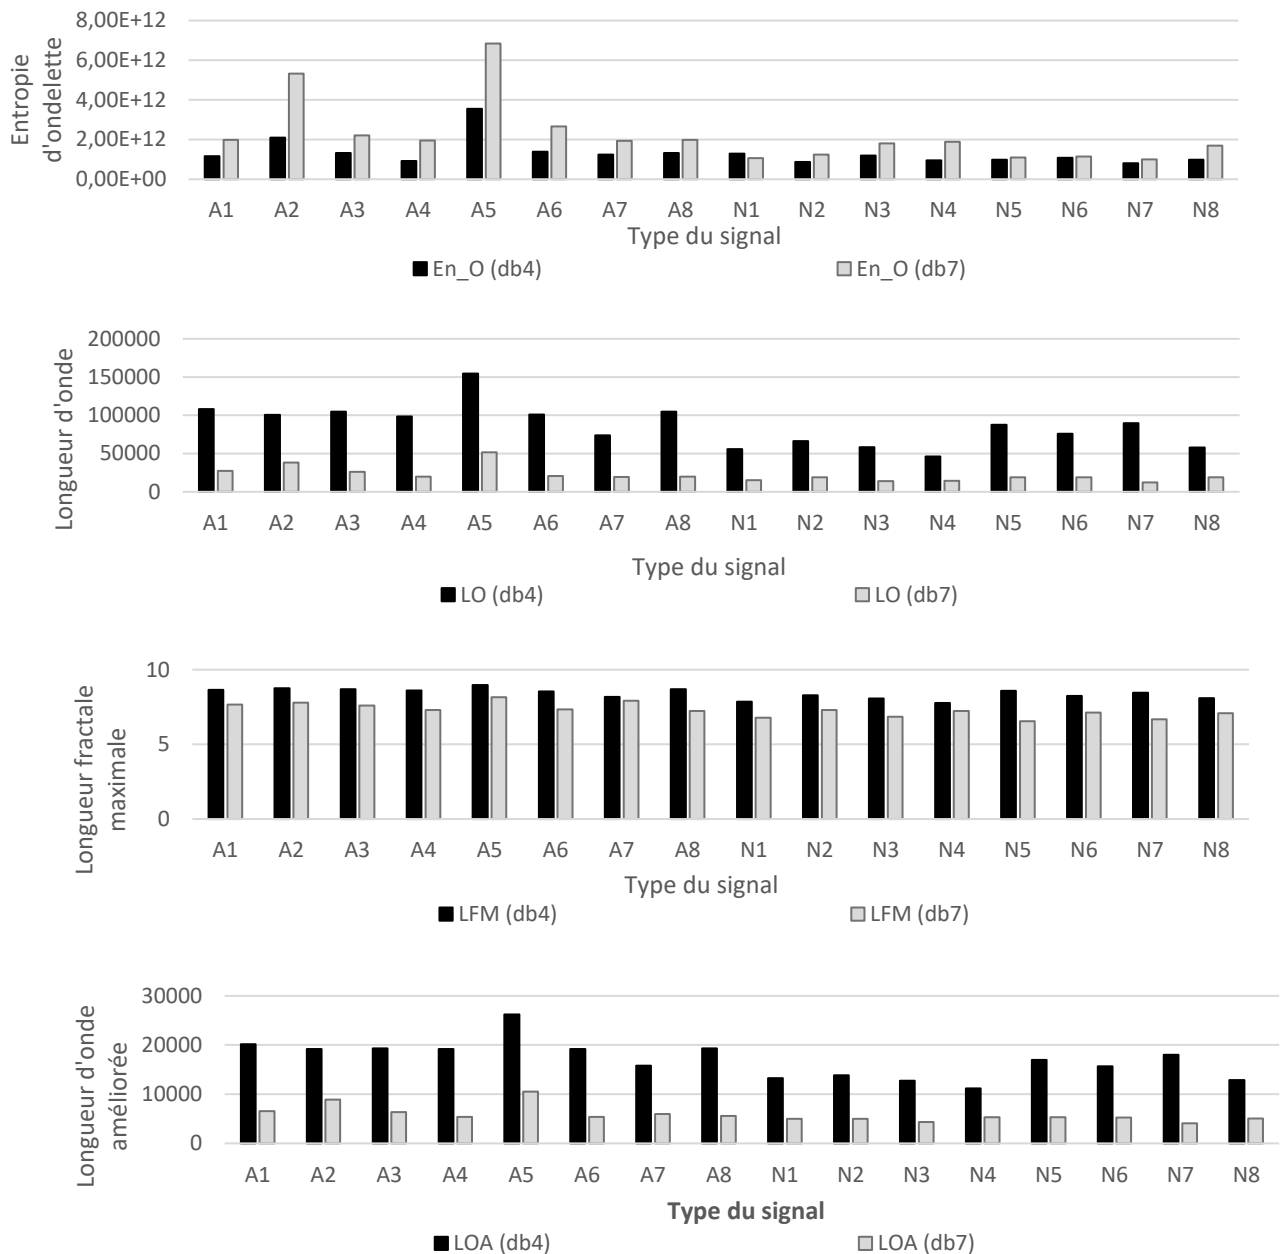 8,00E+12
6,00E+12
4,00E+12
2,00E+12
0,00E+00
Entropie
d'ondelette
A1 A2 A3 A4 A5 A6 A7 A8 N1 N2 N3 N4 N5 N6 N7 N8
Type du signal
En_O (db4) En_O (db7)
200000
150000
100000
50000
0
Longueur d'onde
A1 A2 A3 A4 A5 A6 A7 A8 N1 N2 N3 N4 N5 N6 N7 N8
Type du signal
LO (db4) LO (db7)
10
5
0
Longueur fractale
maximale
A1 A2 A3 A4 A5 A6 A7 A8 N1 N2 N3 N4 N5 N6 N7 N8
Type du signal
LFM (db4) LFM (db7)
30000
20000
10000
0
Longueur d'onde
améliorée
A1 A2 A3 A4 A5 A6 A7 A8 N1 N2 N3 N4 N5 N6 N7 N8
Type du signal
LOA (db4) LOA (db7)